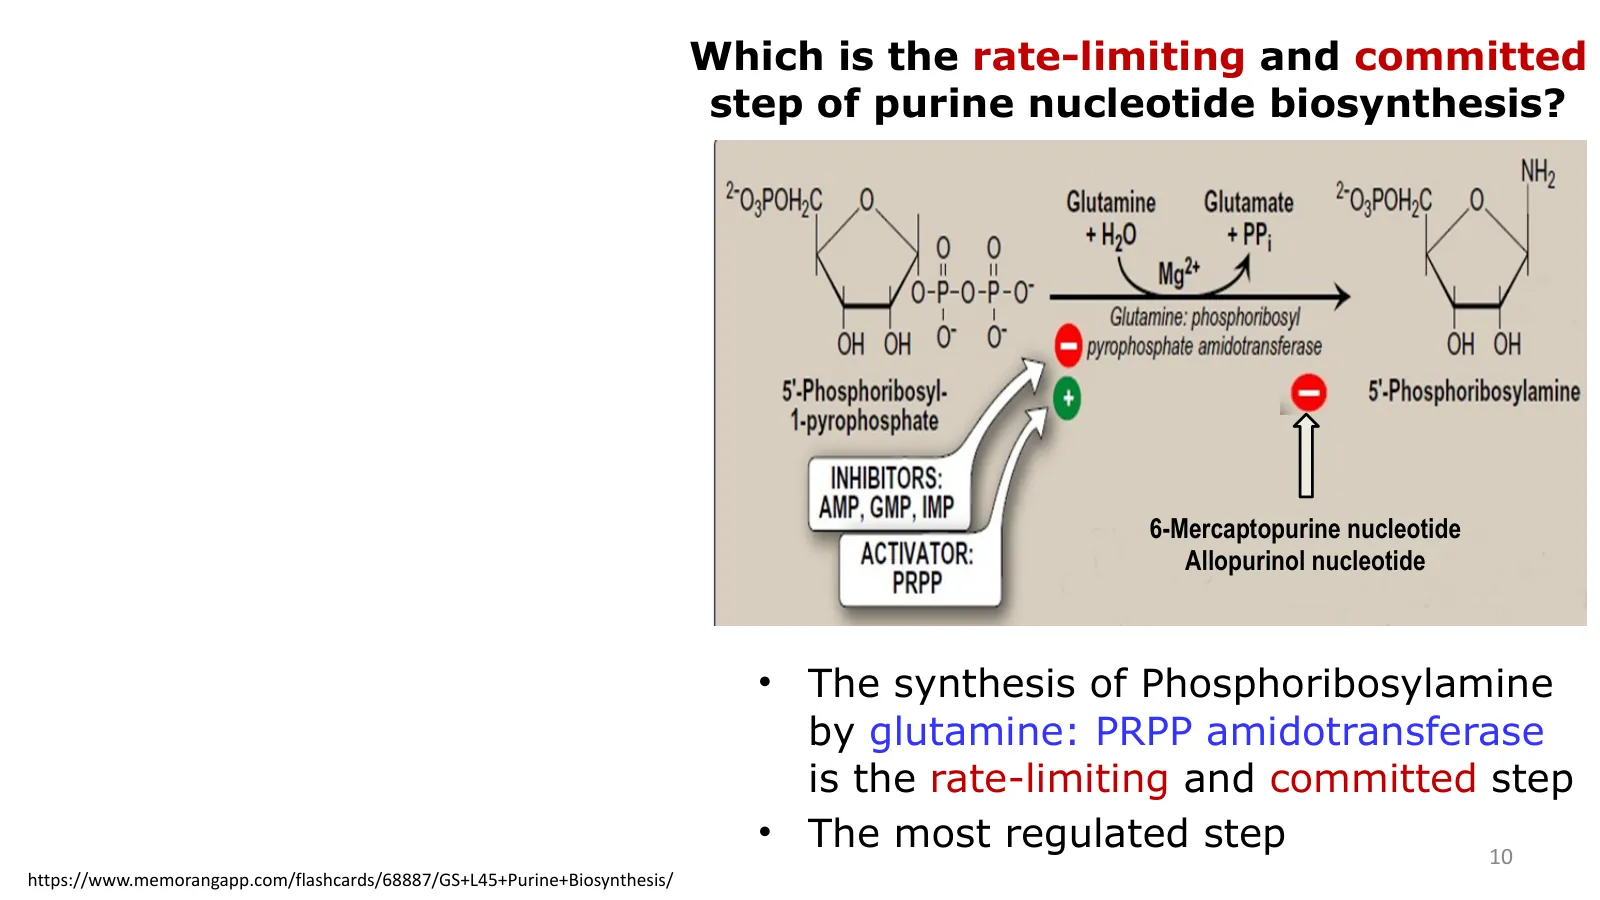 Which is the rate-limiting and committed
step of purine nucleotide biosynthesis?
2-O3POH2C
O
O O
O-P-O-P-O-
O- O-
OH OH
5'-Phosphoribosyl-
1-pyrophosphate
Glutamine
+ H2O
Glutamate
+ PPi
Mg2+
Glutamine: phosphoribosyl
pyrophosphate amidotransferase
2-O3POH2C
O
NH2
OH OH
5'-Phosphoribosylamine
INHIBITORS:
AMP, GMP, IMP
ACTIVATOR:
PRPP
6-Mercaptopurine nucleotide
Allopurinol nucleotide
• The synthesis of Phosphoribosylamine
by glutamine: PRPP amidotransferase
is the rate-limiting and committed step
• The most regulated step
10
https://www.memorangapp.com/flashcards/68887/GS+L45+Purine+Biosynthesis/